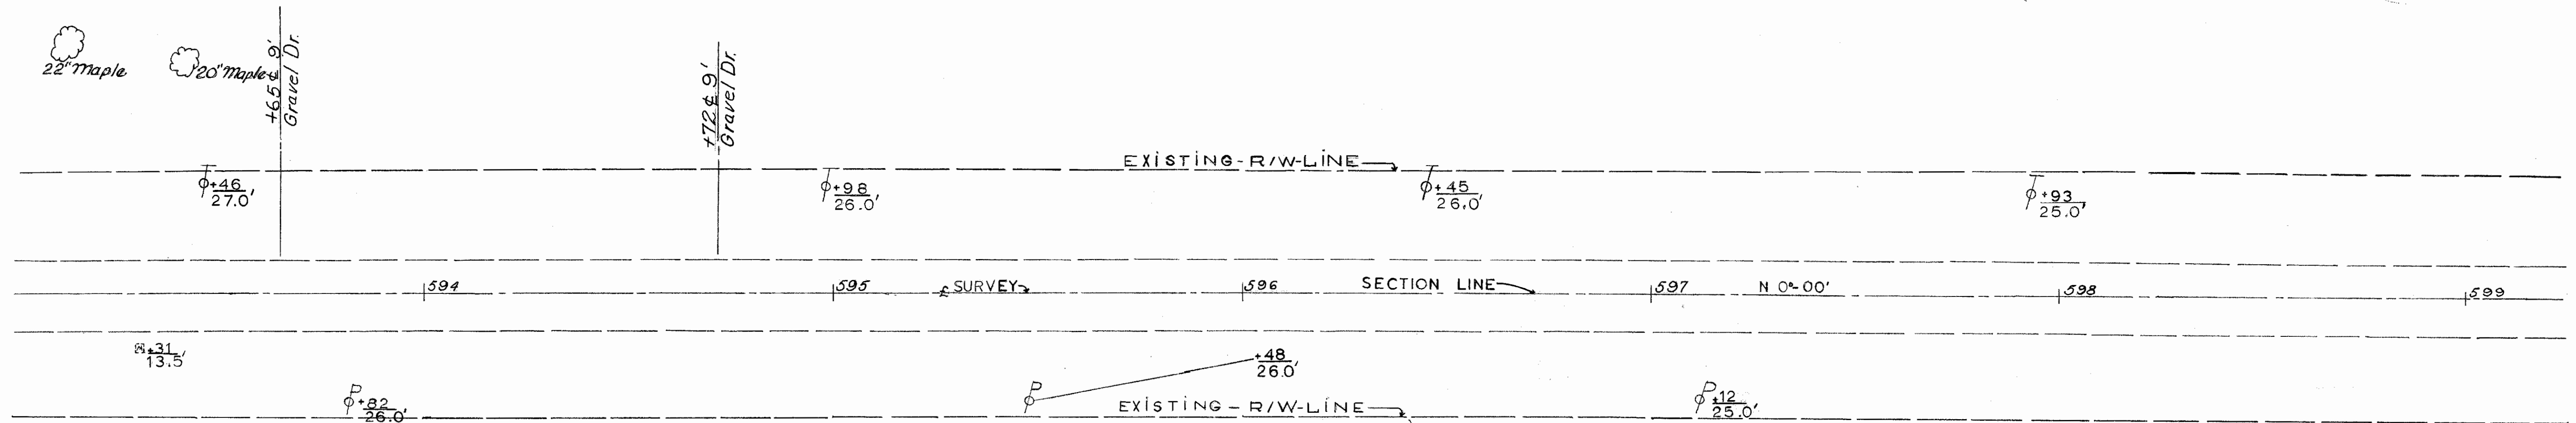 22" maple
20" maple
+65 ℄ 9'
Gravel Dr.
+72 ℄ 9'
Gravel Dr.
EXISTING - R/W - LINE
+46
27.0'
+98
26.0'
+45
26.0'
+93
25.0'
594
595
℄ SURVEY
596
SECTION LINE
597
N 0°-00'
598
599
+31
13.5'
+48
26.0'
P
+82
26.0'
P
EXISTING - R/W - LINE
P
+12
25.0'